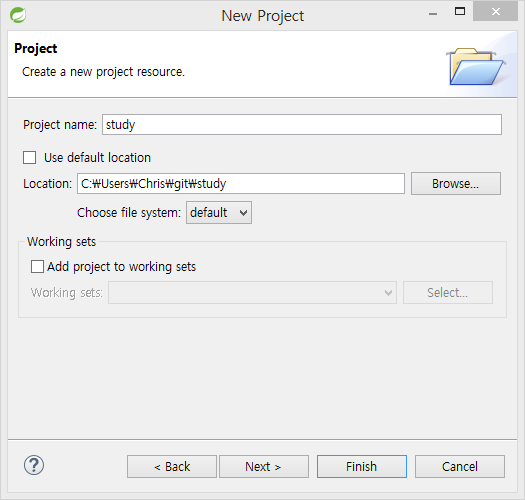 New Project
Project
Create a new project resource.
Project name: study
Use default location
Location: C:₩Users₩Chris₩git₩study Browse...
Choose file system: default
Working sets
Add project to working sets
Working sets: Select...
? < Back Next > Finish Cancel